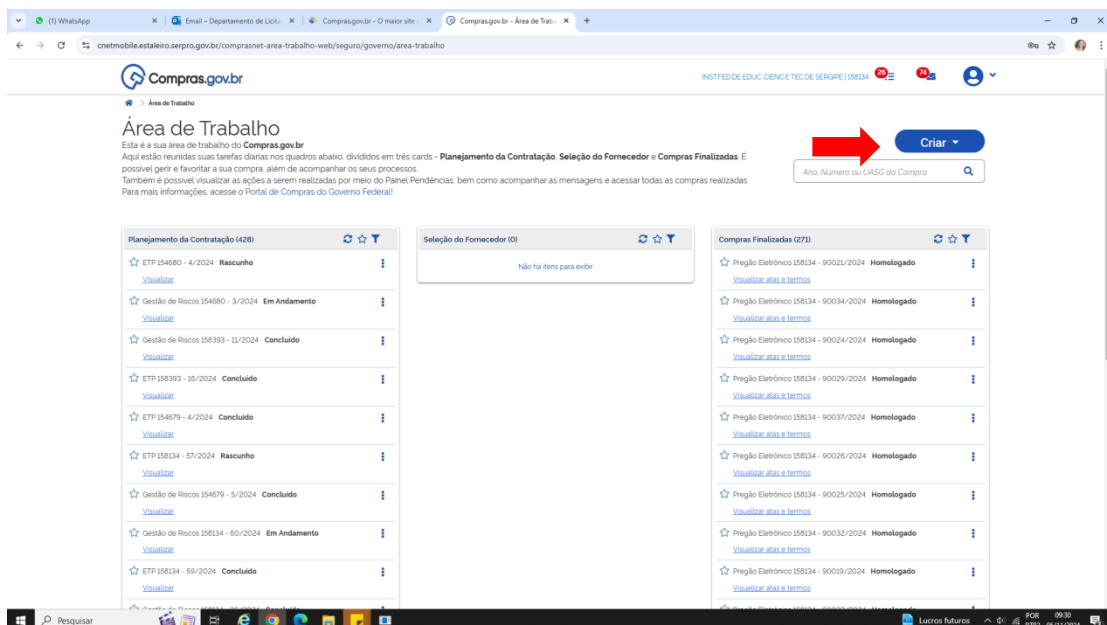 (1) WhatsApp
Email – Departamento de Licita
Compras.gov.br - O maior site
Compras.gov.br - Área de Trab
cnetmobile.estaleiro.serpro.gov.br/comprasnet-area-trabalho-web/seguro/governo/area-trabalho
Compras.gov.br
INST.FED.DE EDUC.,CIENC.E TEC.DE SERGIPE | 158134
26
74
Área de Trabalho
Área de Trabalho
Esta é a sua área de trabalho do Compras.gov.br
Aqui estão reunidas suas tarefas diárias nos quadros abaixo, divididos em três cards - Planejamento da Contratação, Seleção do Fornecedor e Compras Finalizadas. É
possível gerir e favoritar a sua compra, além de acompanhar os seus processos.
Também é possível visualizar as ações a serem realizadas por meio do Painel Pendências, bem como acompanhar as mensagens e acessar todas as compras realizadas.
Para mais informações, acesse o Portal de Compras do Governo Federal!
Criar
Ano, Número ou UASG da Compra
Planejamento da Contratação (428)
ETP 154680 - 4/2024 Rascunho
Visualizar
Gestão de Riscos 154680 - 3/2024 Em Andamento
Visualizar
Gestão de Riscos 158393 - 11/2024 Concluído
Visualizar
ETP 158393 - 16/2024 Concluído
Visualizar
ETP 154679 - 4/2024 Concluído
Visualizar
ETP 158134 - 57/2024 Rascunho
Visualizar
Gestão de Riscos 154679 - 5/2024 Concluído
Visualizar
Gestão de Riscos 158134 - 60/2024 Em Andamento
Visualizar
ETP 158134 - 59/2024 Concluído
Visualizar
Seleção do Fornecedor (0)
Não há itens para exibir
Compras Finalizadas (271)
Pregão Eletrônico 158134 - 90021/2024 Homologado
Visualizar atas e termos
Pregão Eletrônico 158134 - 90034/2024 Homologado
Visualizar atas e termos
Pregão Eletrônico 158134 - 90024/2024 Homologado
Visualizar atas e termos
Pregão Eletrônico 158134 - 90029/2024 Homologado
Visualizar atas e termos
Pregão Eletrônico 158134 - 90037/2024 Homologado
Visualizar atas e termos
Pregão Eletrônico 158134 - 90026/2024 Homologado
Visualizar atas e termos
Pregão Eletrônico 158134 - 90025/2024 Homologado
Visualizar atas e termos
Pregão Eletrônico 158134 - 90032/2024 Homologado
Visualizar atas e termos
Pregão Eletrônico 158134 - 90019/2024 Homologado
Visualizar atas e termos
Pesquisar
Lucros futuros
POR
09:30